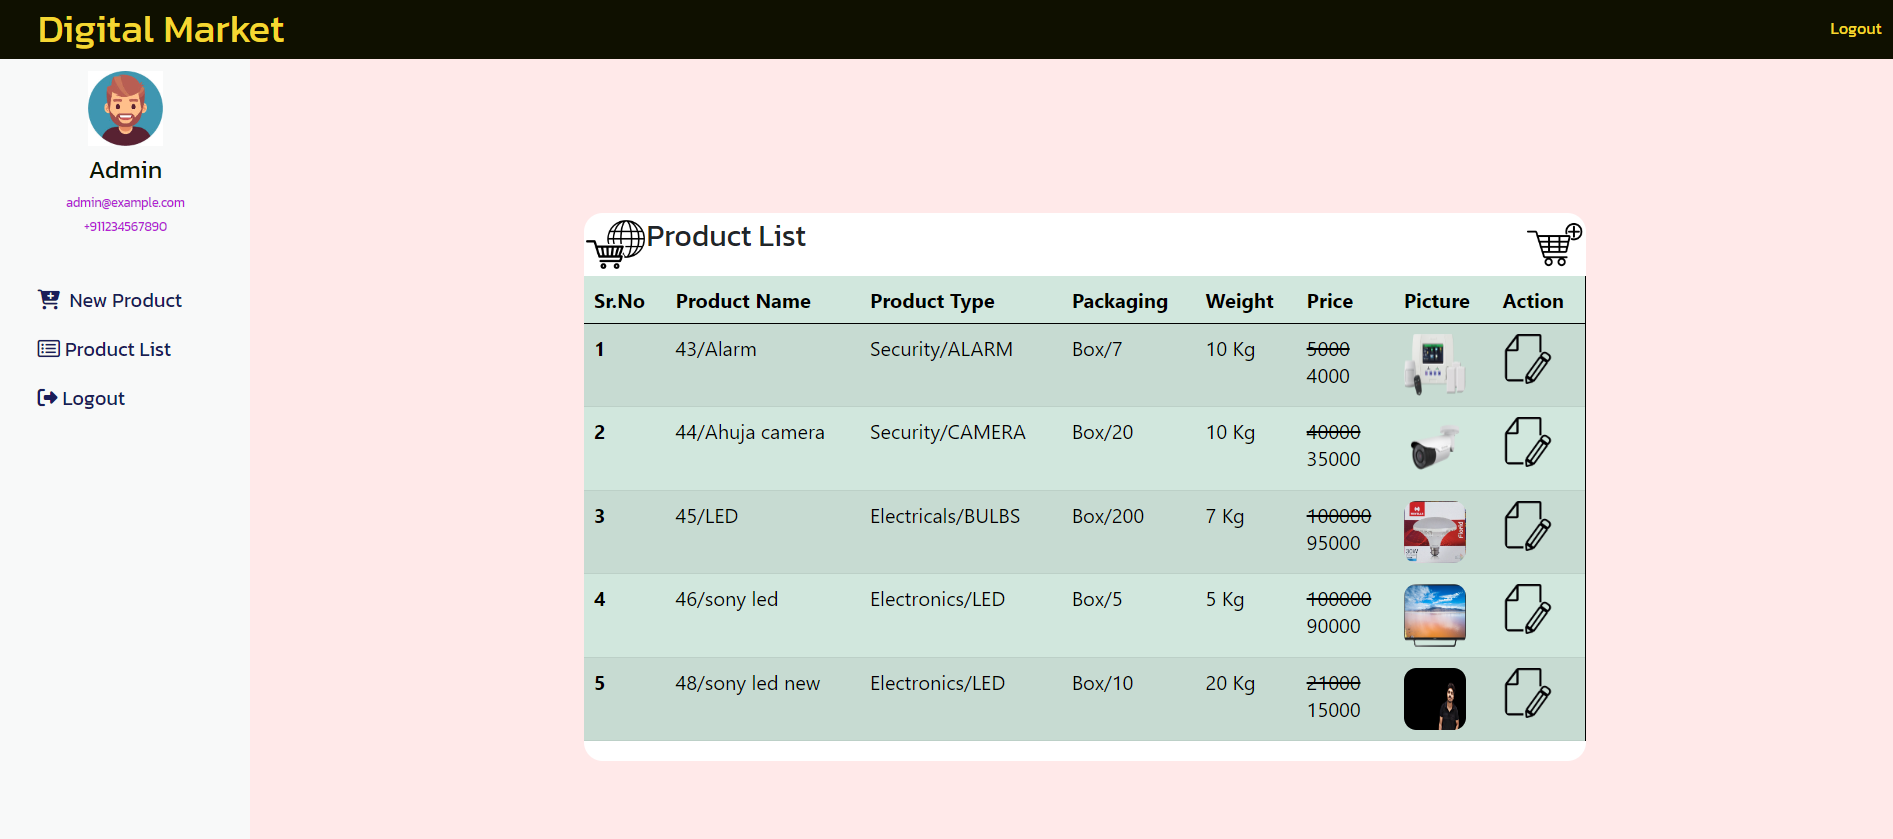 Digital Market
Logout
Admin
admin@example.com
+911234567890
New Product
Product List
Logout
Product List
Sr.No Product Name Product Type Packaging Weight Price Picture Action
1 43/Alarm Security/ALARM Box/7 10 Kg 5000
4000
2 44/Ahuja camera Security/CAMERA Box/20 10 Kg 40000
35000
3 45/LED Electricals/BULBS Box/200 7 Kg 100000
95000
4 46/sony led Electronics/LED Box/5 5 Kg 100000
90000
5 48/sony led new Electronics/LED Box/10 20 Kg 21000
15000